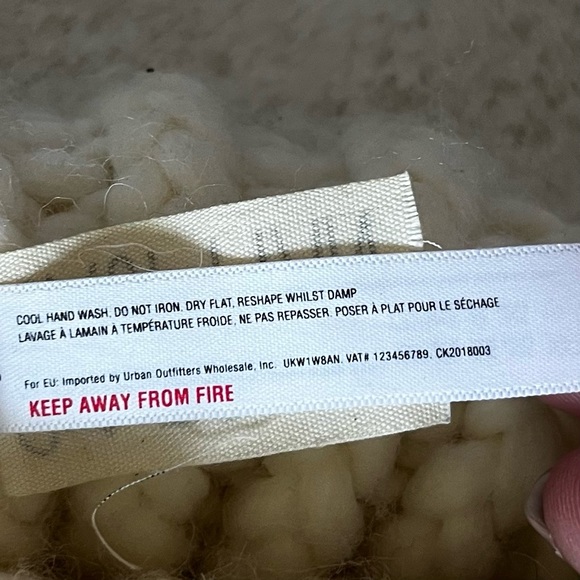 COOL HAND WASH. DO NOT IRON. DRY FLAT, RESHAPE WHILST DAMP
LAVAGE À LAMAIN À TEMPÉRATURE FROIDE, NE PAS REPASSER. POSER À PLAT POUR LE SÉCHAGE
For EU: Imported by Urban Outfitters Wholesale, Inc. UKW1W8AN. VAT# 123456789. CK2018003
KEEP AWAY FROM FIRE